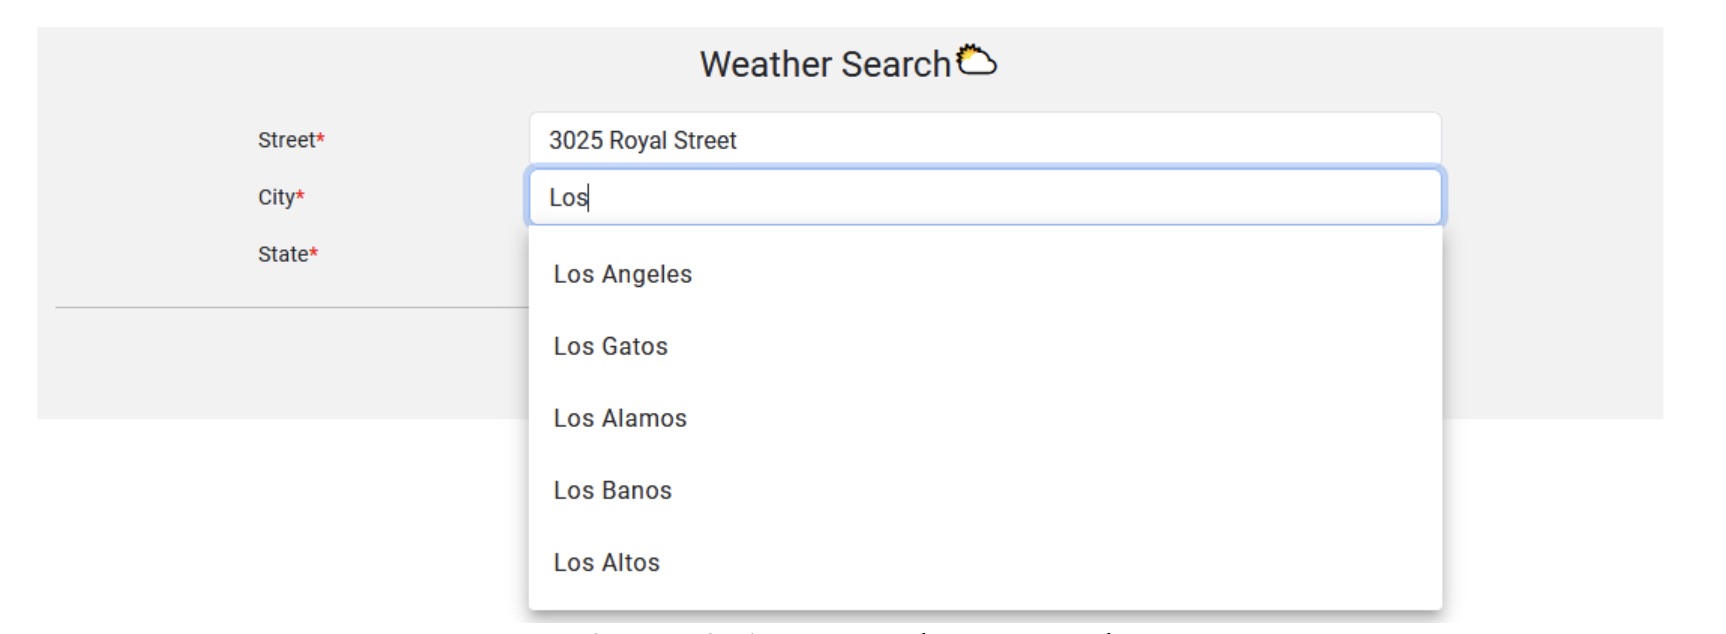 Weather Search
Street*
3025 Royal Street
City*
Los
State*
Los Angeles
Los Gatos
Los Alamos
Los Banos
Los Altos